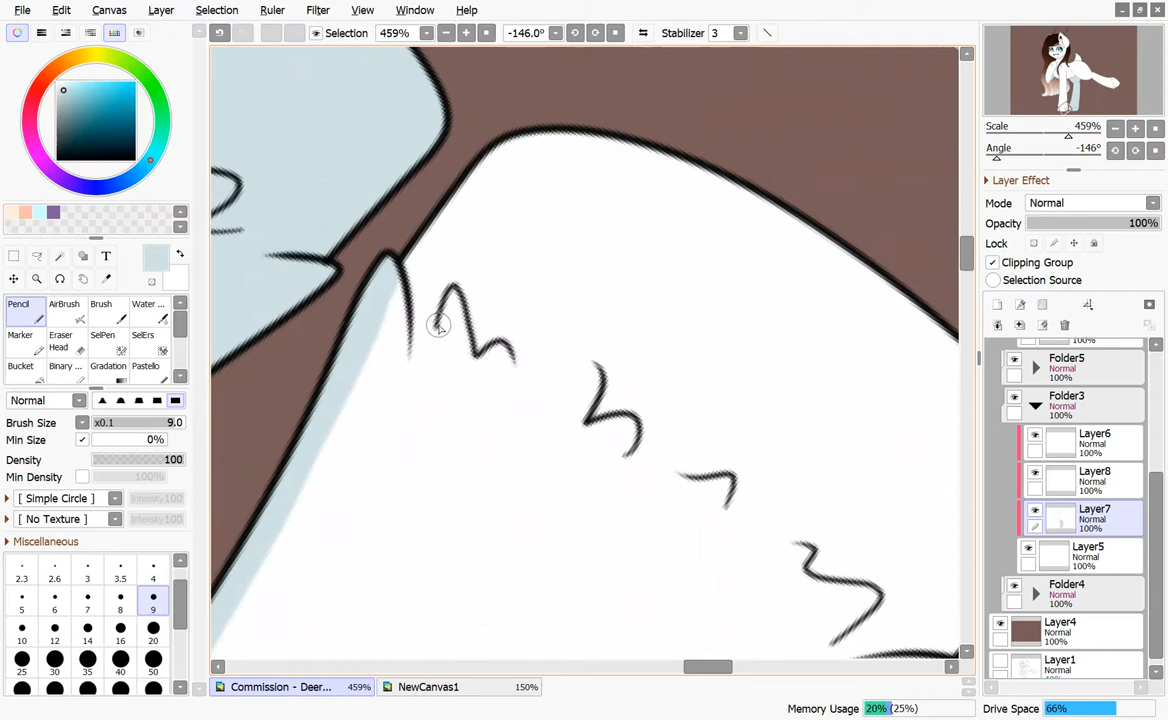 File Edit Canvas Layer Selection Ruler Filter View Window Help
Selection 459% -146.0° Stabilizer 3
Scale 459%
Angle -146°
Layer Effect
Mode Normal
Opacity 100%
Lock
Clipping Group
Selection Source
T
Pencil AirBrush Brush Water ...
Marker Eraser Head SelPen SelErs
Bucket Binary ... Gradation Pastello
Normal
Brush Size x0.1 9.0
Min Size 0%
Density 100
Min Density 100%
[ Simple Circle ] Intensity 100
[ No Texture ] Intensity 100
Miscellaneous
2.3 2.6 3 3.5 4
5 6 7 8 9
10 12 14 16 20
25 30 35 40 50
Normal
100%
Folder5
Normal
100%
Folder3
Normal
100%
Layer6
Normal
100%
Layer8
Normal
100%
Layer7
Normal
100%
Layer5
Normal
100%
Folder4
Normal
100%
Layer4
Normal
100%
Layer1
Normal
Commission - Deer... 459% NewCanvas1 150%
Memory Usage 20% (25%) Drive Space 66%